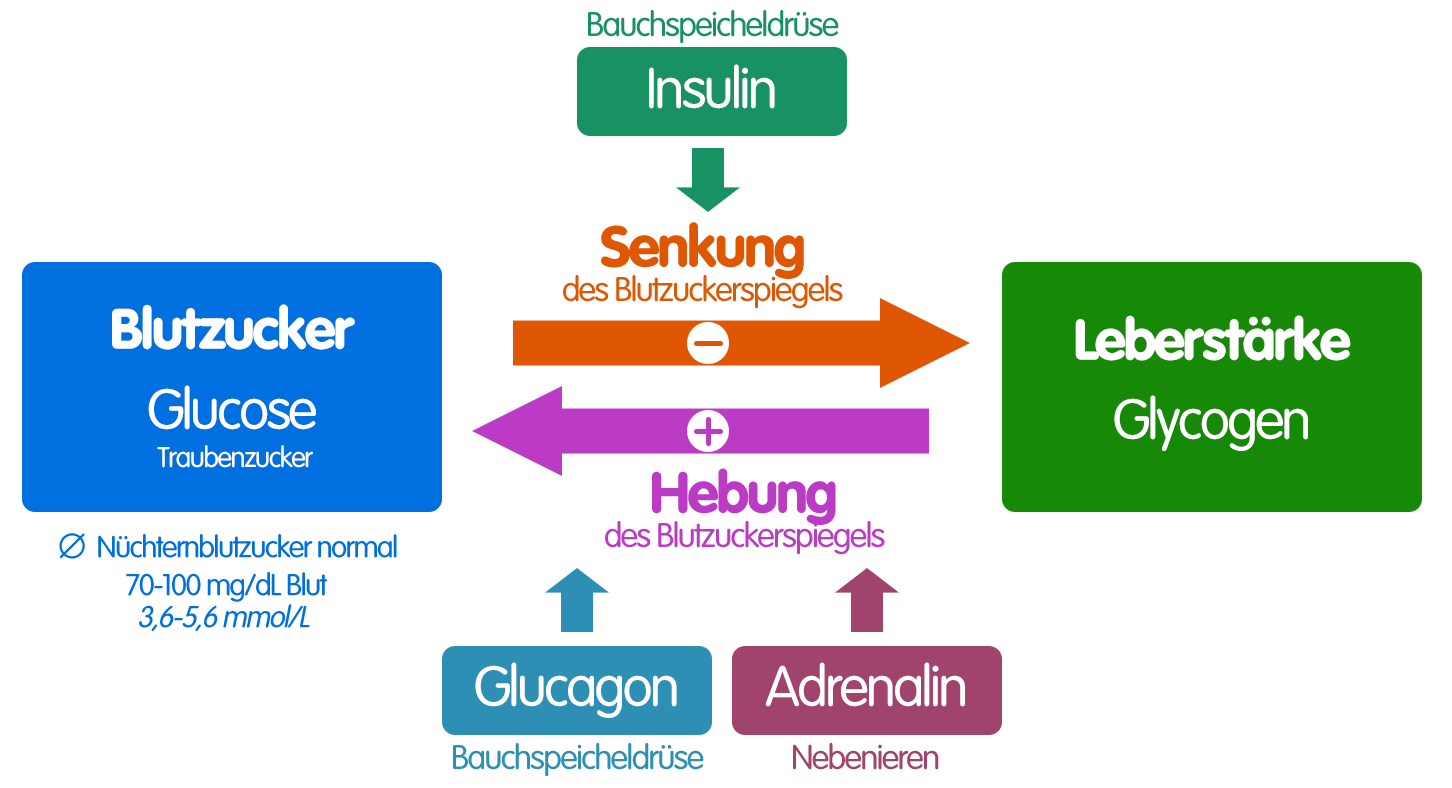 Bauchspeicheldrüse
Insulin
Senkung
des Blutzuckerspiegels
−
Blutzucker
Glucose
Traubenzucker
Leberstärke
Glycogen
+
Hebung
des Blutzuckerspiegels
∅ Nüchternblutzucker normal
70-100 mg/dL Blut
3,6-5,6 mmol/L
Glucagon
Bauchspeicheldrüse
Adrenalin
Nebenieren